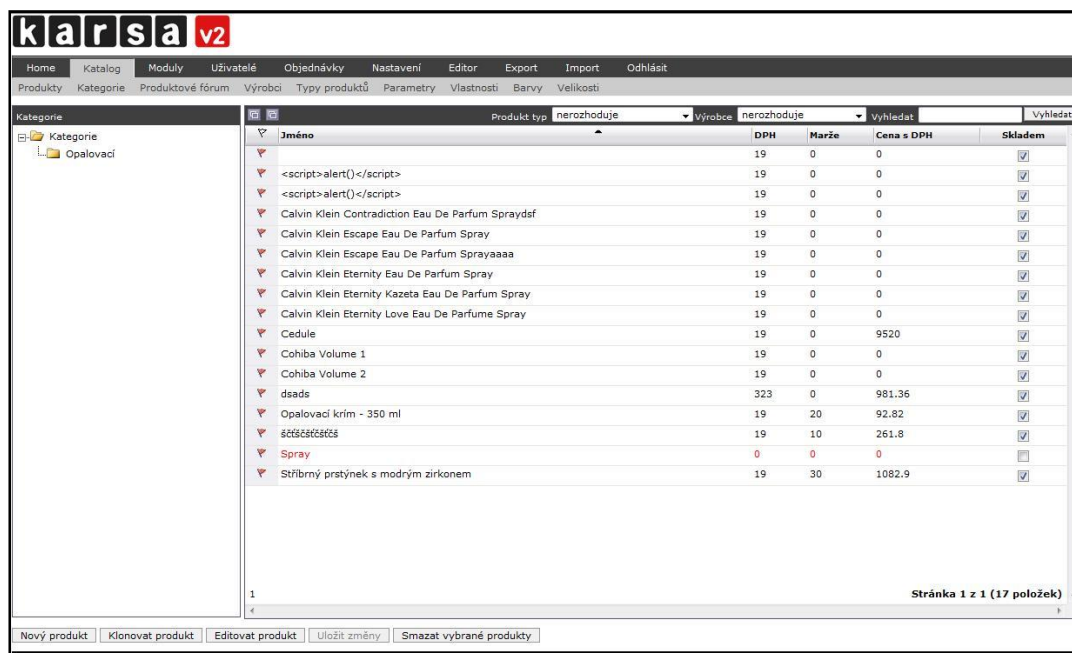 karsa v2
Home Katalog Moduly Uživatelé Objednávky Nastavení Editor Export Import Odhlásit
Produkty Kategorie Produktové fórum Výrobci Typy produktů Parametry Vlastnosti Barvy Velikosti
Kategorie
Kategorie
Opalovací
Produkt typ nerozhoduje Výrobce nerozhoduje Vyhledat Vyhledat
Jméno DPH Marže Cena s DPH Skladem
19 0 0
<script>alert()</script> 19 0 0
<script>alert()</script> 19 0 0
Calvin Klein Contradiction Eau De Parfum Spraydsf 19 0 0
Calvin Klein Escape Eau De Parfum Spray 19 0 0
Calvin Klein Escape Eau De Parfum Sprayaaaa 19 0 0
Calvin Klein Eternity Eau De Parfum Spray 19 0 0
Calvin Klein Eternity Kazeta Eau De Parfum Spray 19 0 0
Calvin Klein Eternity Love Eau De Parfume Spray 19 0 0
Cedule 19 0 9520
Cohiba Volume 1 19 0 0
Cohiba Volume 2 19 0 0
dsads 323 0 981.36
Opalovací krím - 350 ml 19 20 92.82
19 10 261.8
Spray 0 0 0
Stříbrný prstýnek s modrým zirkonem 19 30 1082.9
1 Stránka 1 z 1 (17 položek)
Nový produkt Klonovat produkt Editovat produkt Uložit změny Smazat vybrané produkty